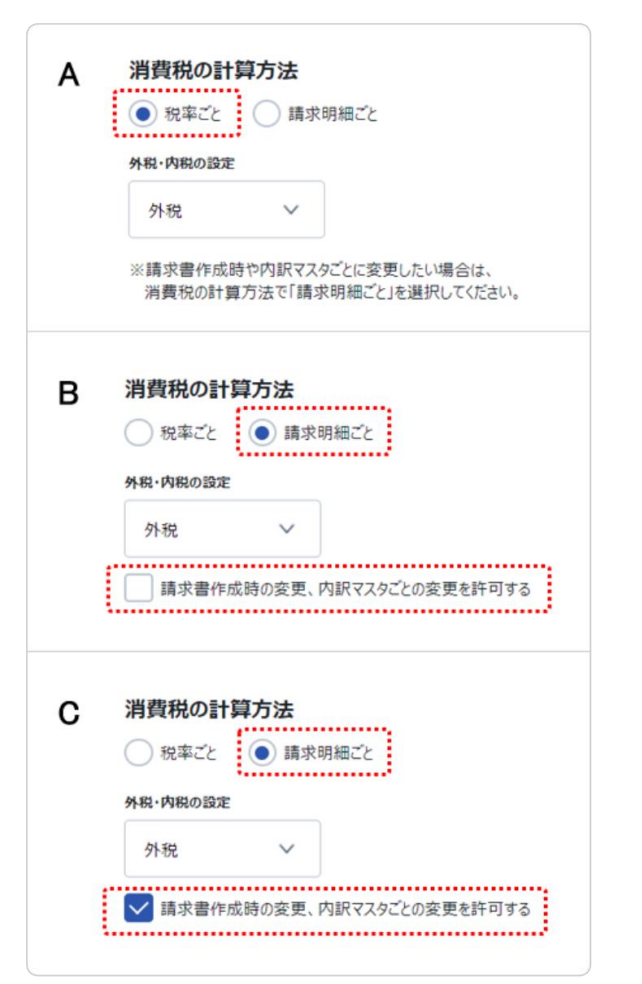 A
消費税の計算方法
税率ごと 請求明細ごと
外税・内税の設定
外税
※請求書作成時や内訳マスタごとに変更したい場合は、
消費税の計算方法で「請求明細ごと」を選択してください。
B
消費税の計算方法
税率ごと 請求明細ごと
外税・内税の設定
外税
請求書作成時の変更、内訳マスタごとの変更を許可する
C
消費税の計算方法
税率ごと 請求明細ごと
外税・内税の設定
外税
請求書作成時の変更、内訳マスタごとの変更を許可する